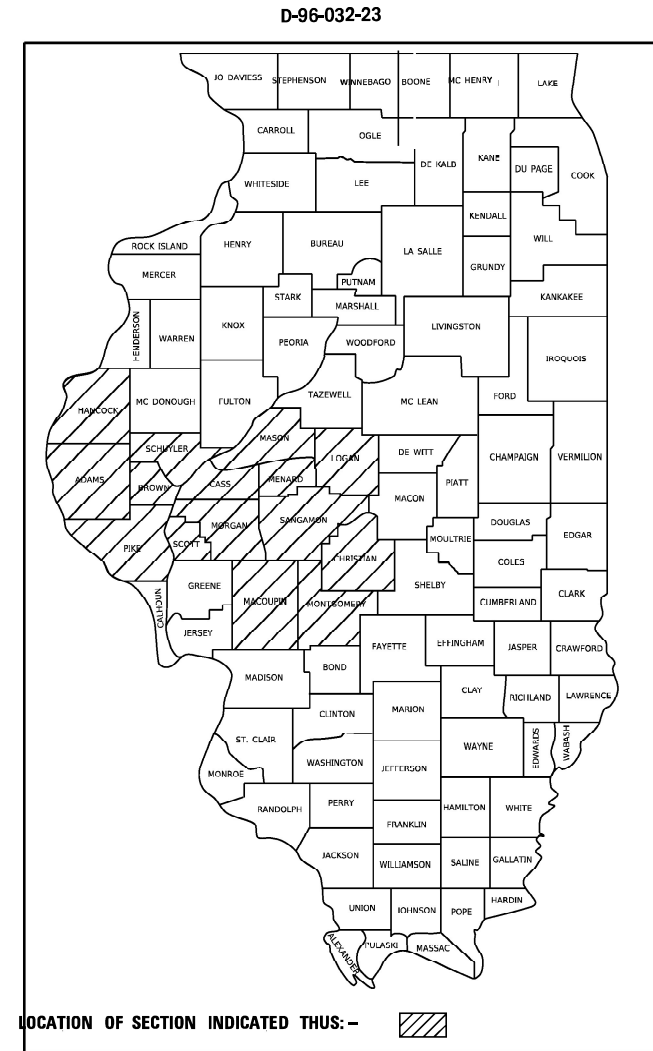 D-96-032-23
JO DAVIESS STEPHENSON WINNEBAGO BOONE MC HENRY LAKE
CARROLL OGLE
DE KALB KANE DU PAGE COOK
WHITESIDE LEE
KENDALL
ROCK ISLAND HENRY BUREAU LA SALLE WILL
MERCER PUTNAM GRUNDY
STARK MARSHALL KANKAKEE
HENDERSON WARREN KNOX PEORIA WOODFORD LIVINGSTON
IROQUOIS
HANCOCK MC DONOUGH FULTON TAZEWELL MC LEAN FORD
SCHUYLER MASON
ADAMS BROWN CASS MENARD LOGAN DE WITT CHAMPAIGN VERMILION
PIATT
MACON
MORGAN SANGAMON
PIKE SCOTT CHRISTIAN MOULTRIE DOUGLAS EDGAR
COLES
CALHOUN GREENE MACOUPIN MONTGOMERY SHELBY CUMBERLAND CLARK
JERSEY FAYETTE EFFINGHAM JASPER CRAWFORD
MADISON BOND
CLAY RICHLAND LAWRENCE
CLINTON MARION
ST. CLAIR WAYNE EDWARDS WABASH
MONROE WASHINGTON JEFFERSON
RANDOLPH PERRY HAMILTON WHITE
FRANKLIN
JACKSON WILLIAMSON SALINE GALLATIN
UNION JOHNSON POPE HARDIN
ALEXANDER PULASKI MASSAC
LOCATION OF SECTION INDICATED THUS: –